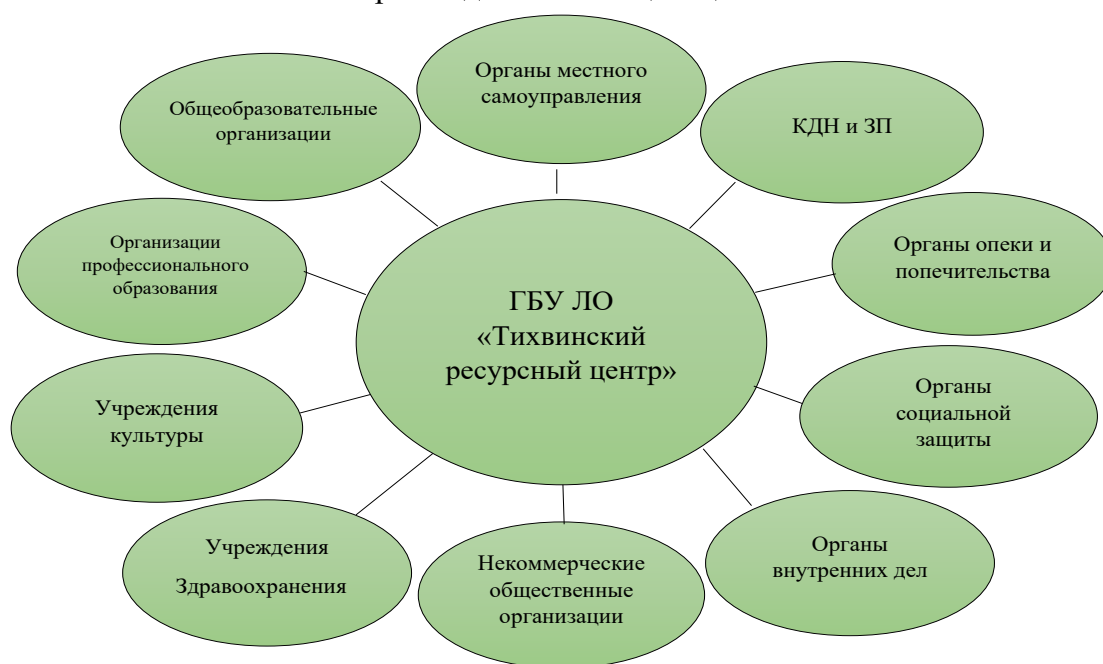 Органы местного
самоуправления
Общеобразовательные
организации
КДН и ЗП
Организации
профессионального
образования
Органы опеки и
попечительства
ГБУ ЛО
«Тихвинский
ресурсный центр»
Учреждения
культуры
Органы
социальной
защиты
Учреждения
Здравоохранения
Некоммерческие
общественные
организации
Органы
внутренних дел